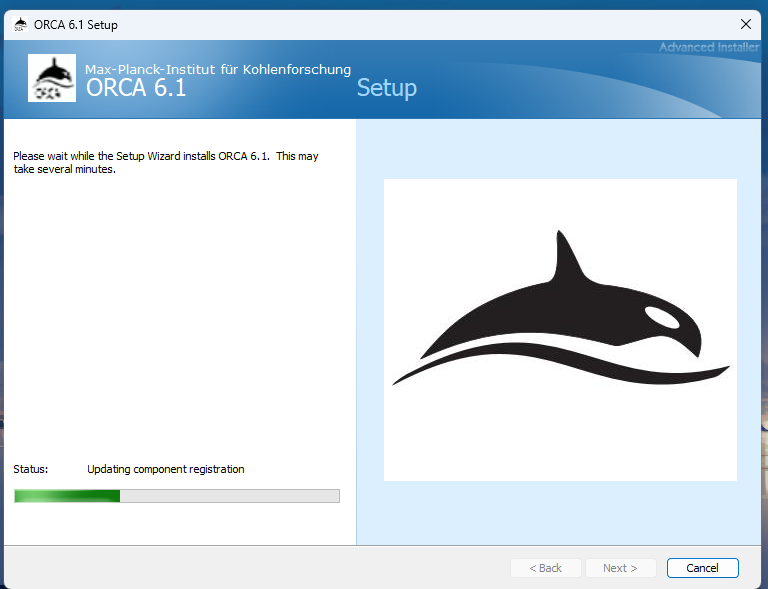 ORCA 6.1 Setup
Advanced Installer
Max-Planck-Institut für Kohlenforschung
ORCA 6.1
Setup
Please wait while the Setup Wizard installs ORCA 6.1.  This may
take several minutes.
Status:
Updating component registration
< Back
Next >
Cancel